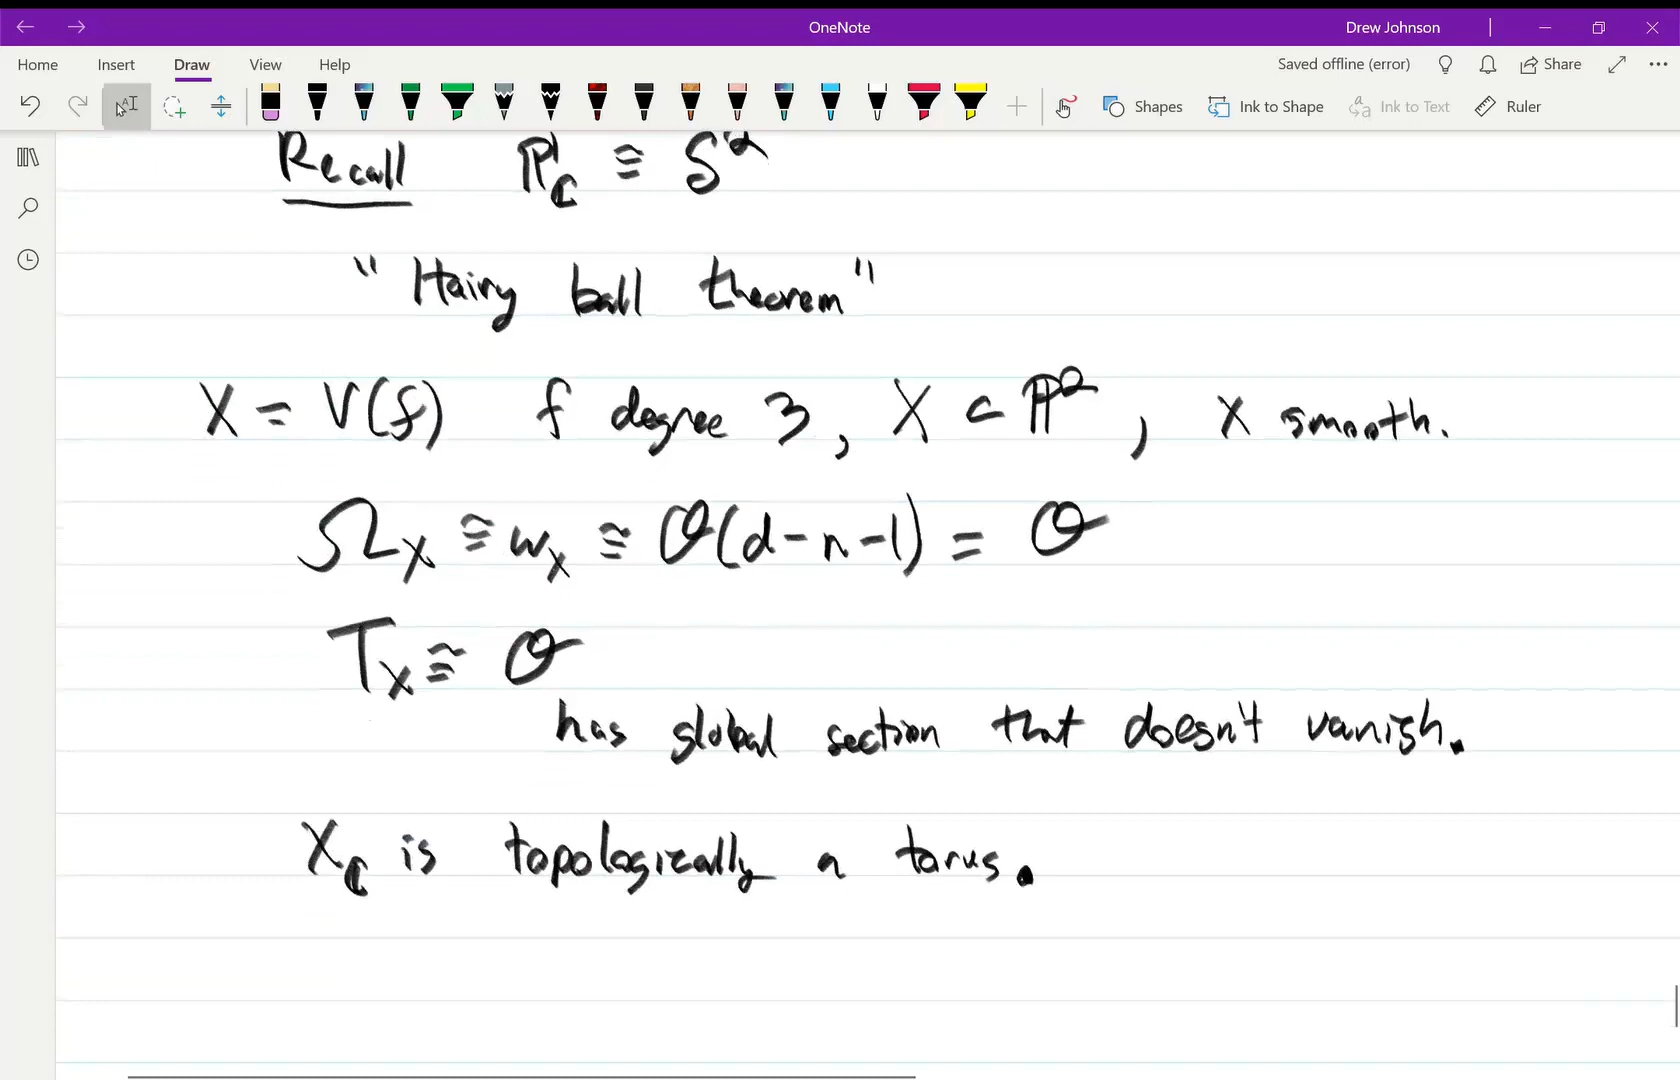 OneNote
Drew Johnson
Home Insert Draw View Help
Saved offline (error) Share
Shapes Ink to Shape Ink to Text Ruler
Recall ℙ¹_ℂ ≅ S²
"Hairy ball theorem"
X = V(f) f degree 3, X ⊂ ℙ², X smooth.
Ω_X ≅ ω_X ≅ 𝒪(d-n-1) = 𝒪
T_X ≅ 𝒪
has global section that doesn't vanish.
X_ℂ is topologically a torus.